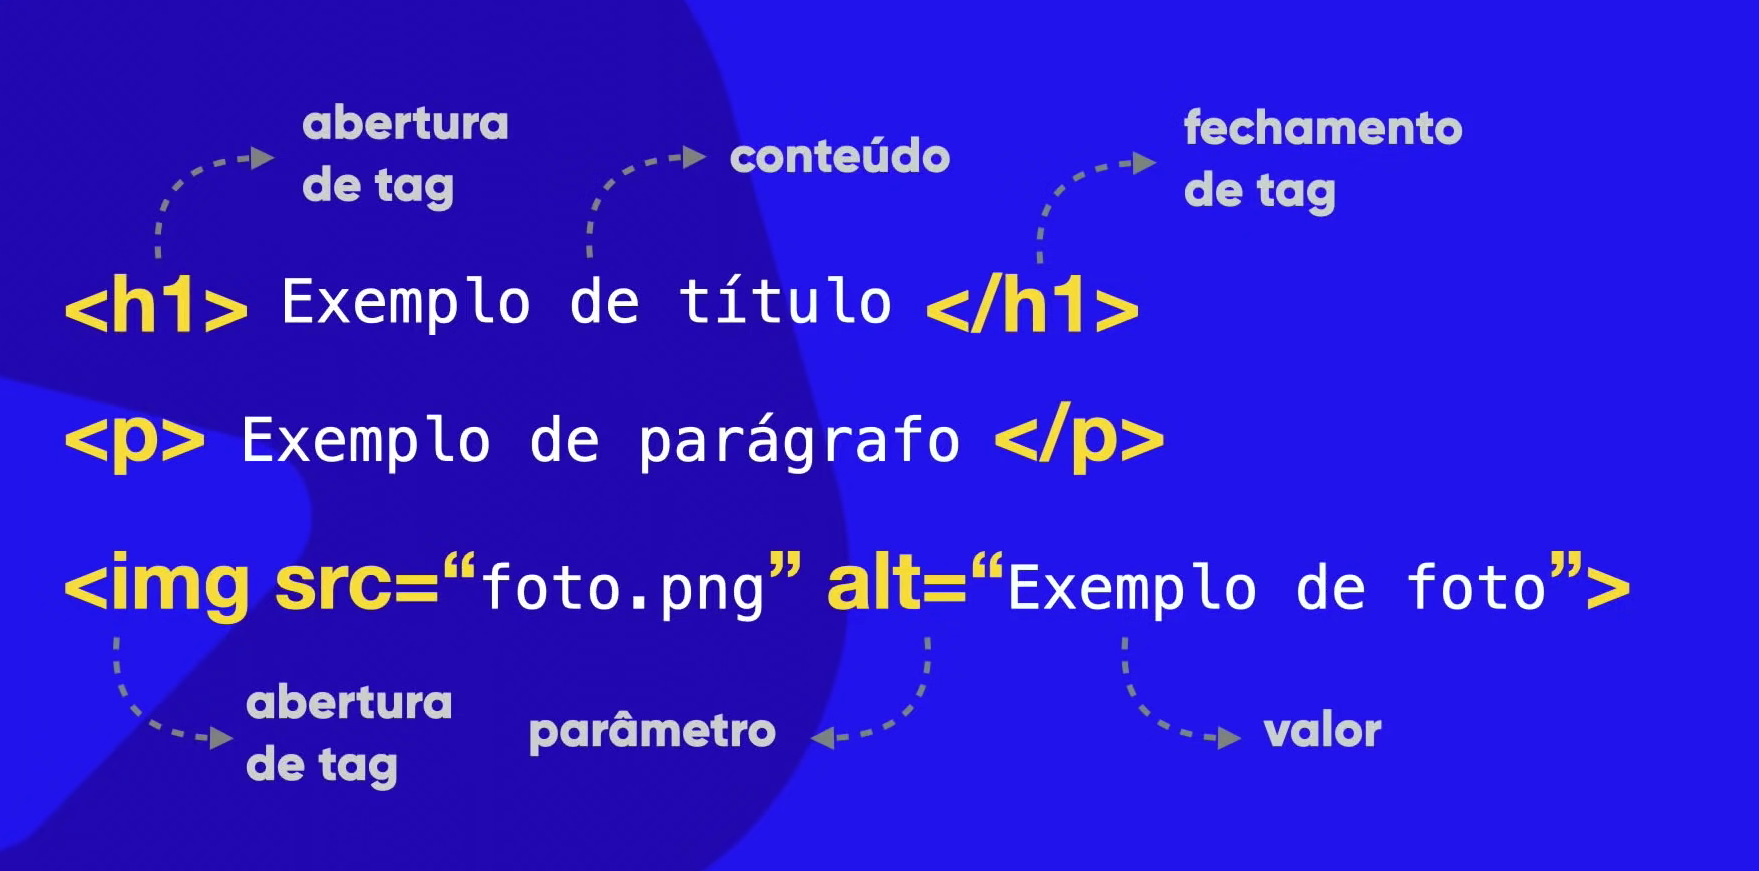 abertura
de tag
conteúdo
fechamento
de tag
<h1> Exemplo de título </h1>
<p> Exemplo de parágrafo </p>
<img src=“foto.png” alt=“Exemplo de foto”>
abertura
de tag
parâmetro
valor